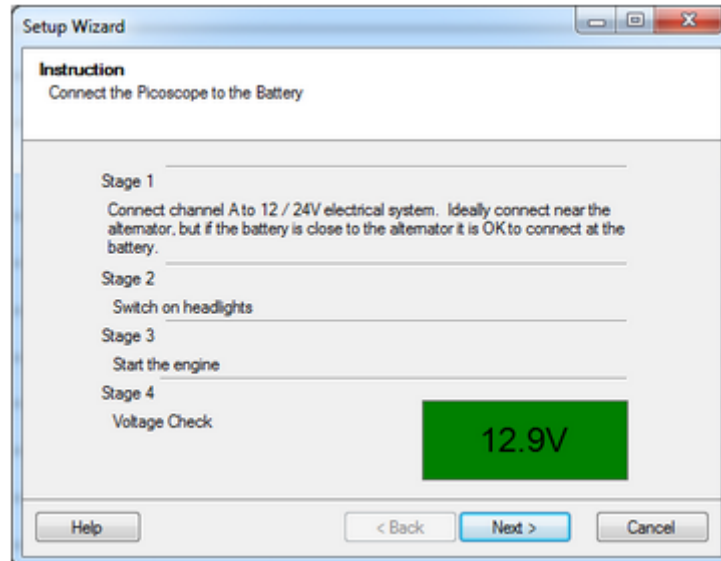 Setup Wizard
Instruction
Connect the Picoscope to the Battery
Stage 1
Connect channel A to 12 / 24V electrical system. Ideally connect near the
alternator, but if the battery is close to the alternator it is OK to connect at the
battery.
Stage 2
Switch on headlights
Stage 3
Start the engine
Stage 4
Voltage Check
12.9V
Help
< Back
Next >
Cancel